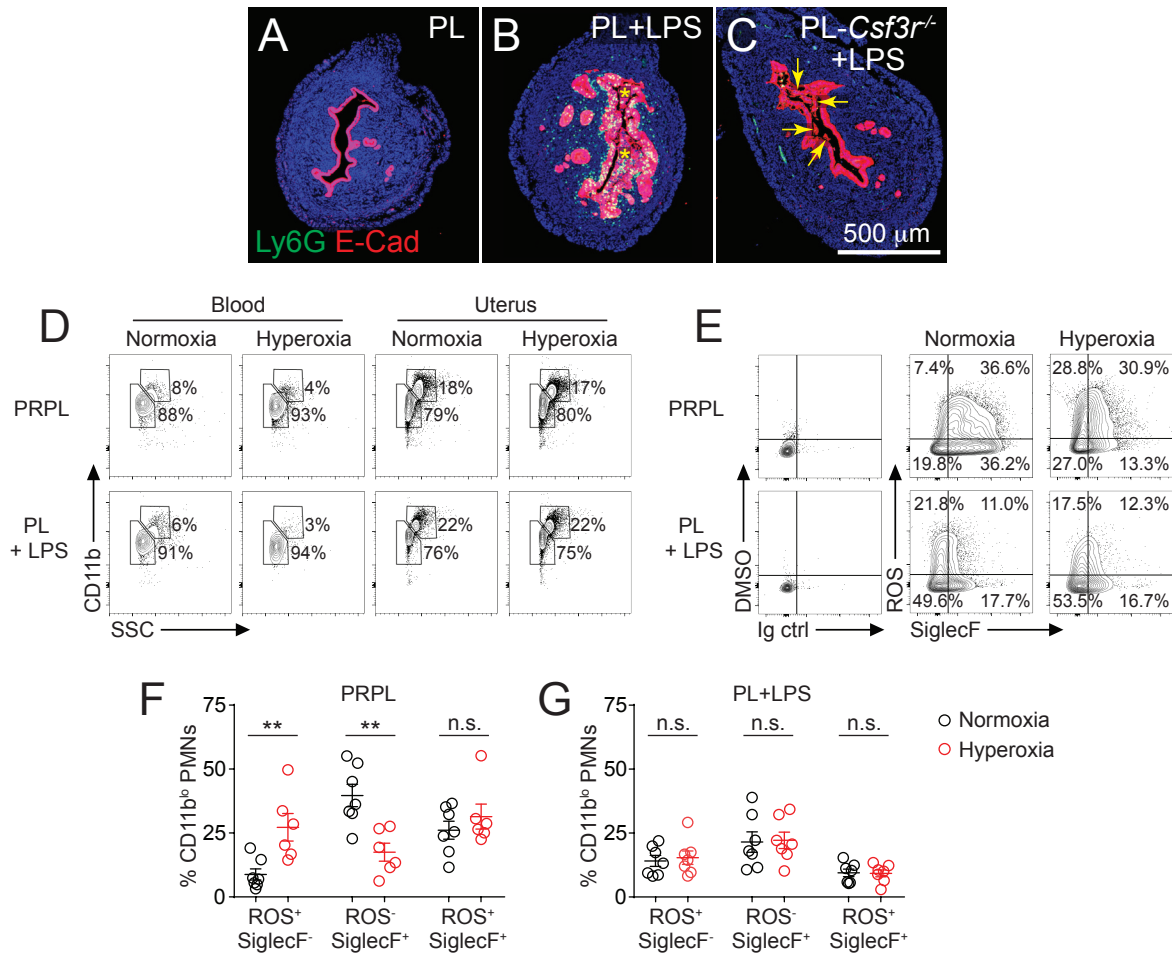 A PL
B PL+LPS
C PL-Csf3r-/-
+LPS
Ly6G E-Cad
500 µm
D Blood Uterus
Normoxia Hyperoxia Normoxia Hyperoxia
PRPL
8% 4% 18% 17%
88% 93% 79% 80%
PL
+ LPS
6% 3% 22% 22%
91% 94% 76% 75%
CD11b
SSC
E Normoxia Hyperoxia
PRPL
7.4% 36.6% 28.8% 30.9%
19.8% 36.2% 27.0% 13.3%
PL
+ LPS
21.8% 11.0% 17.5% 12.3%
49.6% 17.7% 53.5% 16.7%
DMSO
ROS
Ig ctrl SiglecF
F PRPL
% CD11blo PMNs
75
50
25
0
** ** n.s.
ROS+ ROS- ROS+
SiglecF- SiglecF+ SiglecF+
G PL+LPS
% CD11blo PMNs
75
50
25
0
n.s. n.s. n.s.
ROS+ ROS- ROS+
SiglecF- SiglecF+ SiglecF+
Normoxia
Hyperoxia